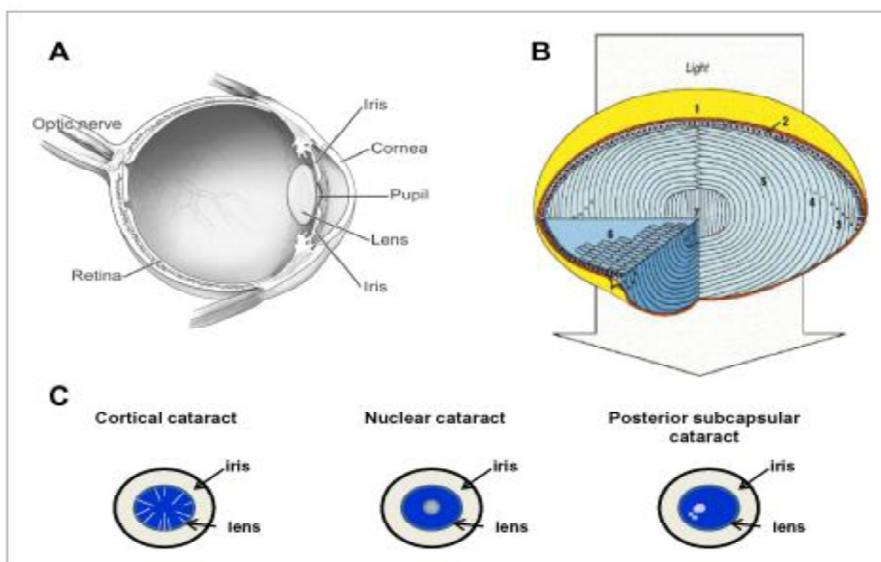 A
Optic nerve
Iris
Cornea
Pupil
Lens
Iris
Retina
B
Light
1
2
5
4
3
6
7
C
Cortical cataract
iris
lens
Nuclear cataract
iris
lens
Posterior subcapsular
cataract
iris
lens